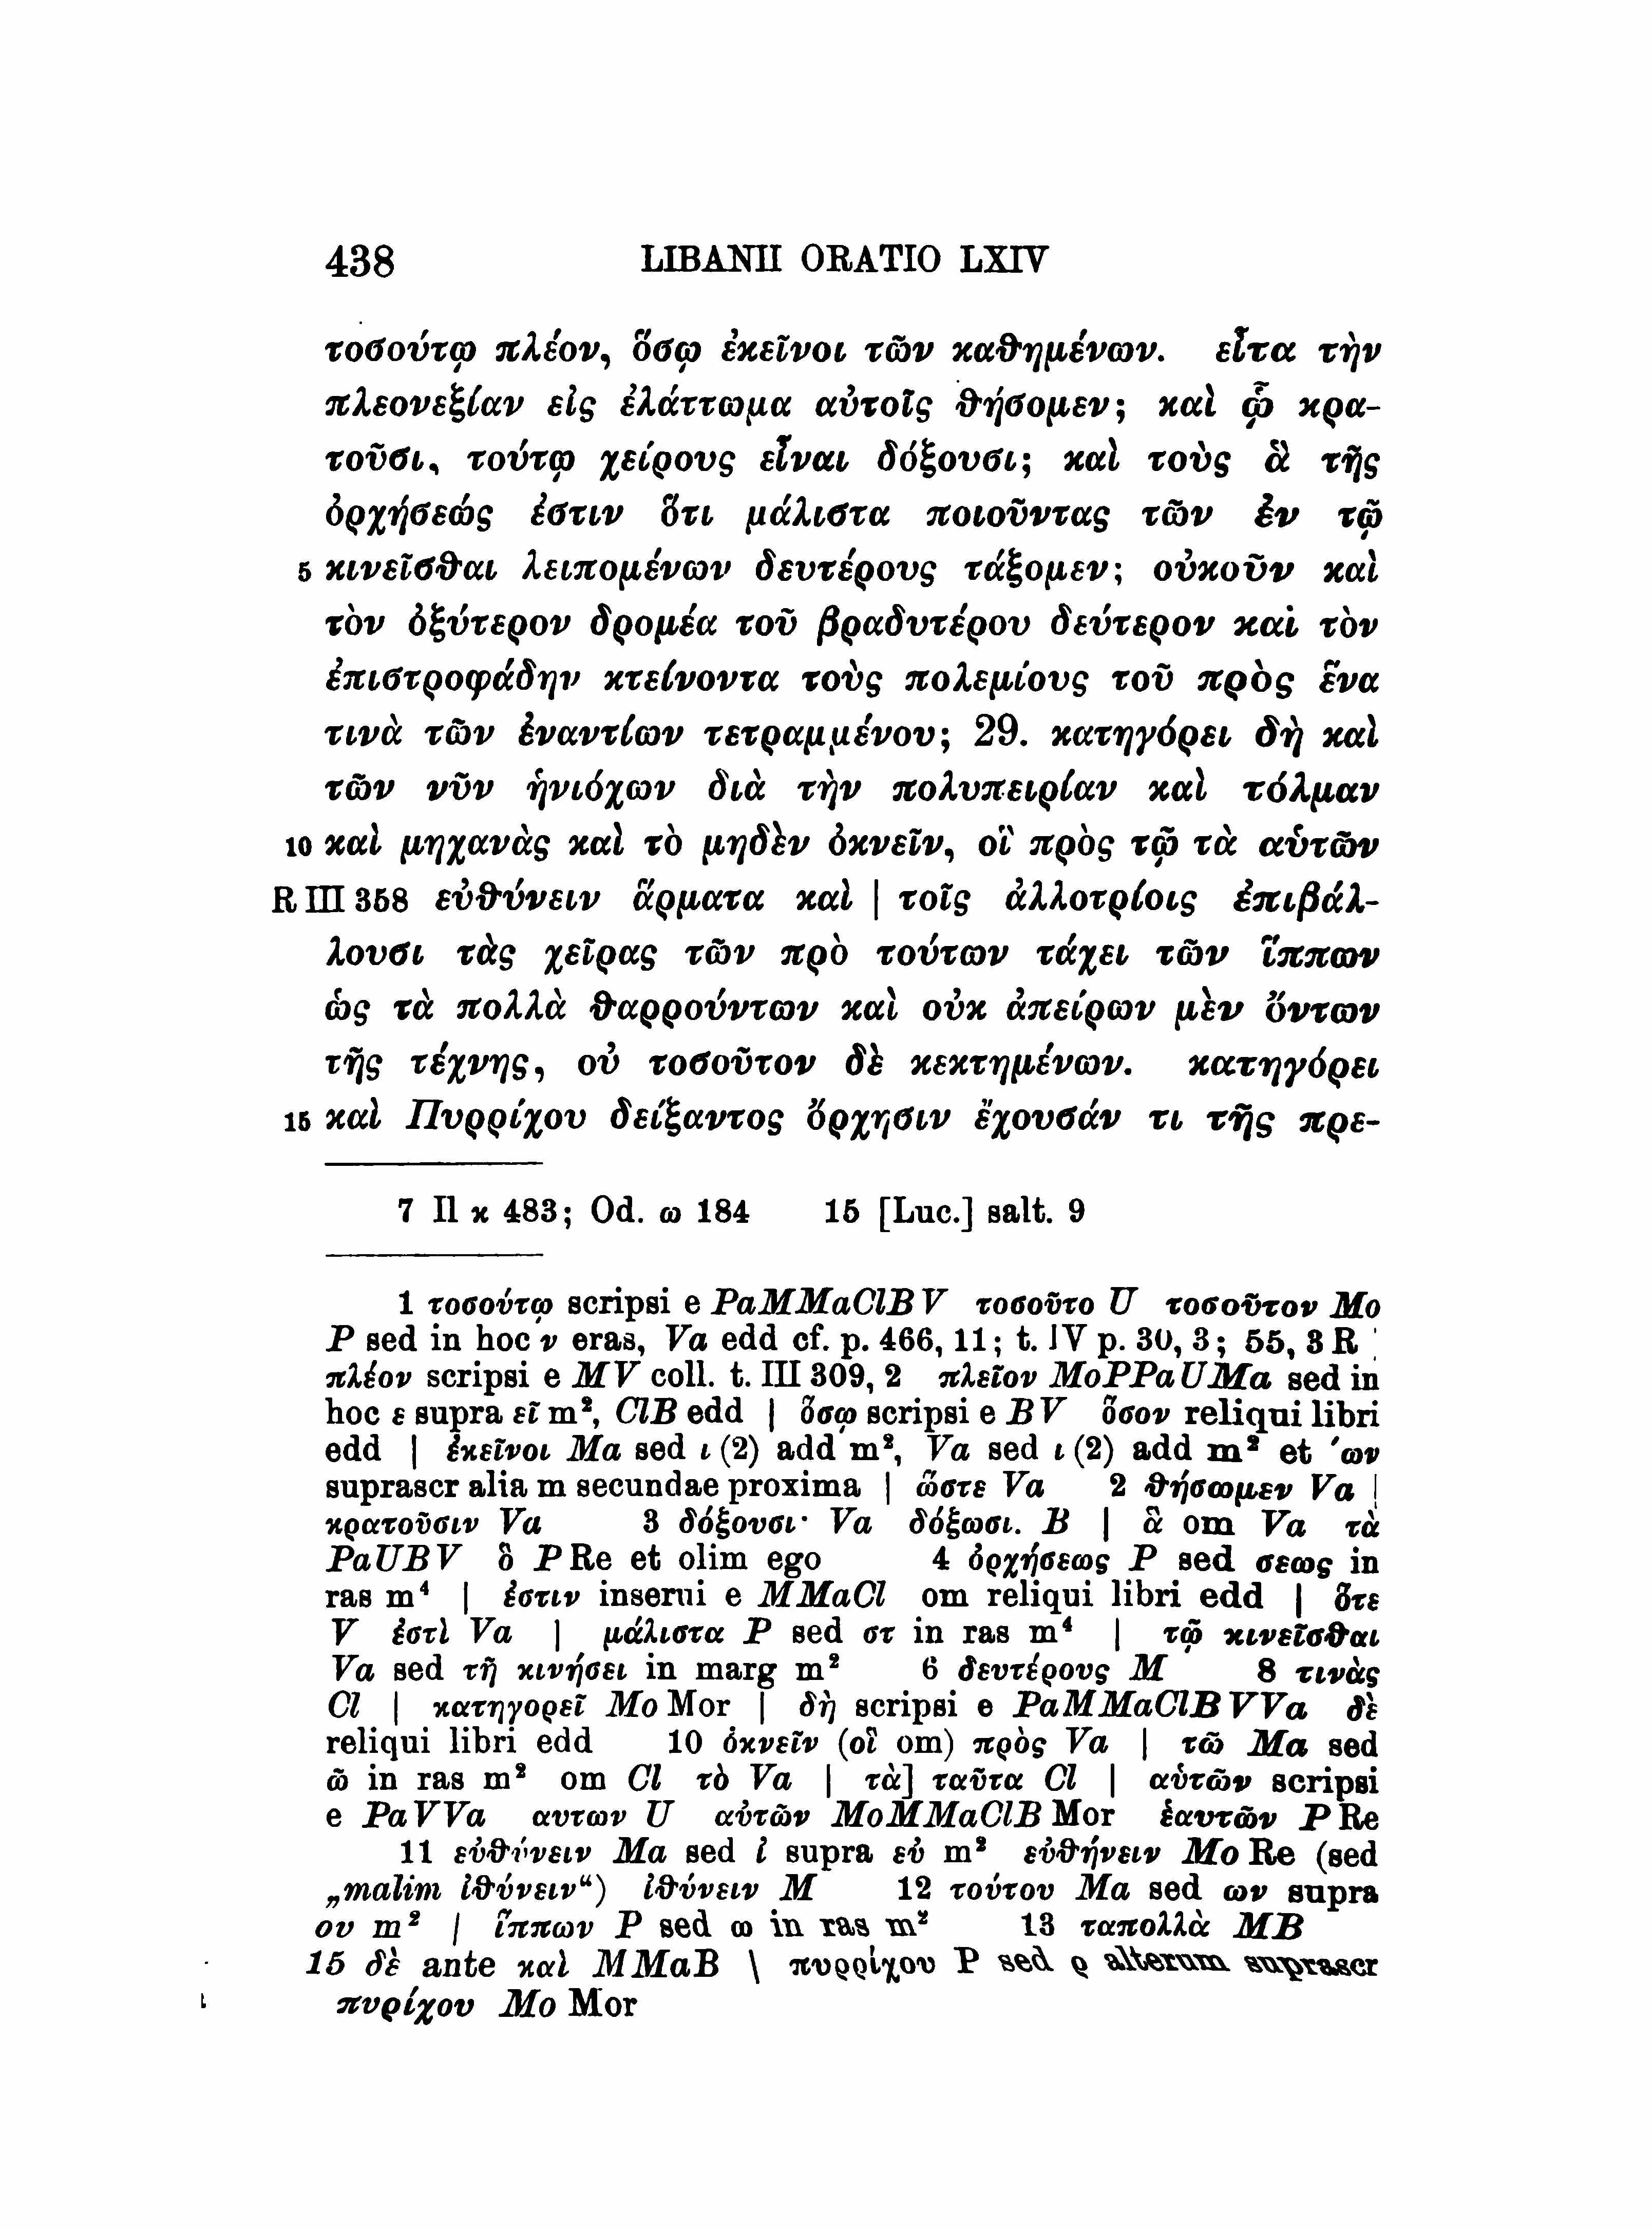 438 LIBANII ORATIO LXIV
τοσούτῳ πλέον, ὅσῳ ἐκεῖνοι τῶν καθημένων. εἶτα τὴν
πλεονεξίαν εἰς ἐλάττωμα αὐτοῖς θήσομεν; καὶ ᾧ κρα-
τοῦσι, τούτῳ χείρους εἶναι δόξουσι; καὶ τοὺς ἃ τῆς
ὀρχήσεώς ἐστιν ὅτι μάλιστα ποιοῦντας τῶν ἐν τῷ
5 κινεῖσθαι λειπομένων δευτέρους τάξομεν; οὐκοῦν καὶ
τὸν ὀξύτερον δρομέα τοῦ βραδυτέρου δεύτερον καὶ τὸν
ἐπιστροφάδην κτείνοντα τοὺς πολεμίους τοῦ πρὸς ἕνα
τινὰ τῶν ἐναντίων τετραμμένου; 29. κατηγόρει δὴ καὶ
τῶν νῦν ἡνιόχων διὰ τὴν πολυπειρίαν καὶ τόλμαν
10 καὶ μηχανὰς καὶ τὸ μηδὲν ὀκνεῖν, οἳ πρὸς τῷ τὰ αὑτῶν
R III 358 εὐθύνειν ἅρματα καὶ | τοῖς ἀλλοτρίοις ἐπιβάλ-
λουσι τὰς χεῖρας τῶν πρὸ τούτων τάχει τῶν ἵππων
ὡς τὰ πολλὰ θαρρούντων καὶ οὐκ ἀπείρων μὲν ὄντων
τῆς τέχνης, οὐ τοσοῦτον δὲ κεκτημένων. κατηγόρει
15 καὶ Πυρρίχου δείξαντος ὄρχησιν ἔχουσάν τι τῆς πρε-
7 Il κ 483; Od. ω 184 15 [Luc.] salt. 9
1 τοσούτῳ scripsi e PaMMaClBV τοσοῦτο U τοσοῦτον Mo
P sed in hoc ν eras, Va edd cf. p. 466, 11; t. IV p. 30, 3; 55, 3 R
πλέον scripsi e MV coll. t. III 309, 2 πλεῖον MoPPaUMa sed in
hoc ε supra εῖ m², ClB edd | ὅσῳ scripsi e BV ὅσον reliqui libri
edd | ἐκεῖνοι Ma sed ι (2) add m², Va sed ι (2) add m² et ´ων
suprascr alia m secundae proxima | ὥστε Va 2 θήσωμεν Va |
κρατοῦσιν Va 3 δόξουσι· Va δόξωσι. B | ἃ om Va τὰ
PaUBV ὃ P Re et olim ego 4 ὀρχήσεως P sed σεως in
ras m⁴ | ἐστιν inserui e MMaCl om reliqui libri edd | ὅτε
V ἐστὶ Va | μάλιστα P sed στ in ras m⁴ | τῷ κινεῖσθαι
Va sed τῇ κινήσει in marg m² 6 δευτέρους M 8 τινὰς
Cl | κατηγορεῖ Mo Mor | δὴ scripsi e PaMMaClBVVa δὲ
reliqui libri edd 10 ὀκνεῖν (οἳ om) πρὸς Va | τῶ Ma sed
ῶ in ras m² om Cl τὸ Va | τὰ] ταῦτα Cl | αὑτῶν scripsi
e PaVVa αυτων U αὐτῶν MoMMaClB Mor ἑαυτῶν P Re
11 εὐθύνειν Ma sed ἰ supra εὐ m² εὐθήνειν Mo Re (sed
„malim ἰθύνειν“) ἰθύνειν M 12 τούτου Ma sed ων supra
ου m² | ἵππων P sed ω in ras m² 13 ταπολλὰ MB
15 δὲ ante καὶ MMaB \ πυρρίχου P sed ρ alterum suprascr
πυρίχου Mo Mor